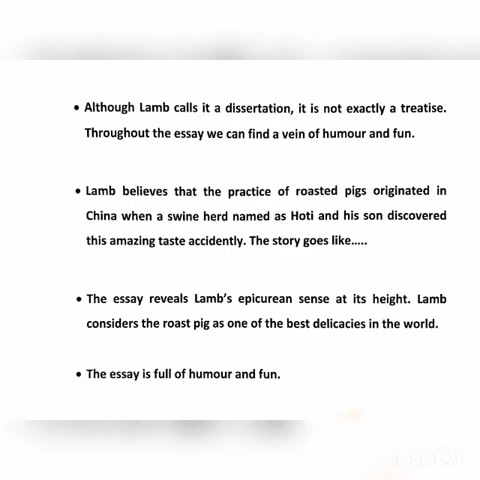 • Although Lamb calls it a dissertation, it is not exactly a treatise.
Throughout the essay we can find a vein of humour and fun.
• Lamb believes that the practice of roasted pigs originated in
China when a swine herd named as Hoti and his son discovered
this amazing taste accidently. The story goes like…..
• The essay reveals Lamb’s epicurean sense at its height. Lamb
considers the roast pig as one of the best delicacies in the world.
• The essay is full of humour and fun.